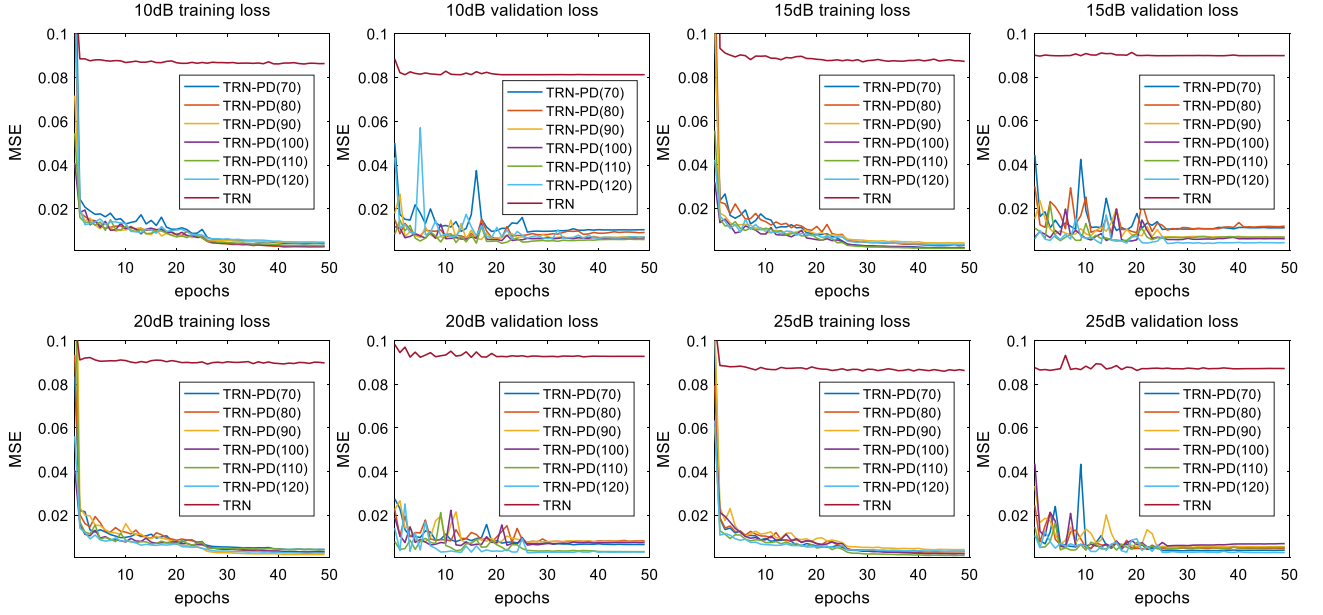 10dB training loss
MSE
0.1
0.08
0.06
0.04
0.02
10 20 30 40 50
epochs
TRN-PD(70)
TRN-PD(80)
TRN-PD(90)
TRN-PD(100)
TRN-PD(110)
TRN-PD(120)
TRN
10dB validation loss
MSE
0.1
0.08
0.06
0.04
0.02
10 20 30 40 50
epochs
TRN-PD(70)
TRN-PD(80)
TRN-PD(90)
TRN-PD(100)
TRN-PD(110)
TRN-PD(120)
TRN
15dB training loss
MSE
0.1
0.08
0.06
0.04
0.02
10 20 30 40 50
epochs
TRN-PD(70)
TRN-PD(80)
TRN-PD(90)
TRN-PD(100)
TRN-PD(110)
TRN-PD(120)
TRN
15dB validation loss
MSE
0.1
0.08
0.06
0.04
0.02
10 20 30 40 50
epochs
TRN-PD(70)
TRN-PD(80)
TRN-PD(90)
TRN-PD(100)
TRN-PD(110)
TRN-PD(120)
TRN
20dB training loss
MSE
0.1
0.08
0.06
0.04
0.02
10 20 30 40 50
epochs
TRN-PD(70)
TRN-PD(80)
TRN-PD(90)
TRN-PD(100)
TRN-PD(110)
TRN-PD(120)
TRN
20dB validation loss
MSE
0.1
0.08
0.06
0.04
0.02
10 20 30 40 50
epochs
TRN-PD(70)
TRN-PD(80)
TRN-PD(90)
TRN-PD(100)
TRN-PD(110)
TRN-PD(120)
TRN
25dB training loss
MSE
0.1
0.08
0.06
0.04
0.02
10 20 30 40 50
epochs
TRN-PD(70)
TRN-PD(80)
TRN-PD(90)
TRN-PD(100)
TRN-PD(110)
TRN-PD(120)
TRN
25dB validation loss
MSE
0.1
0.08
0.06
0.04
0.02
10 20 30 40 50
epochs
TRN-PD(70)
TRN-PD(80)
TRN-PD(90)
TRN-PD(100)
TRN-PD(110)
TRN-PD(120)
TRN